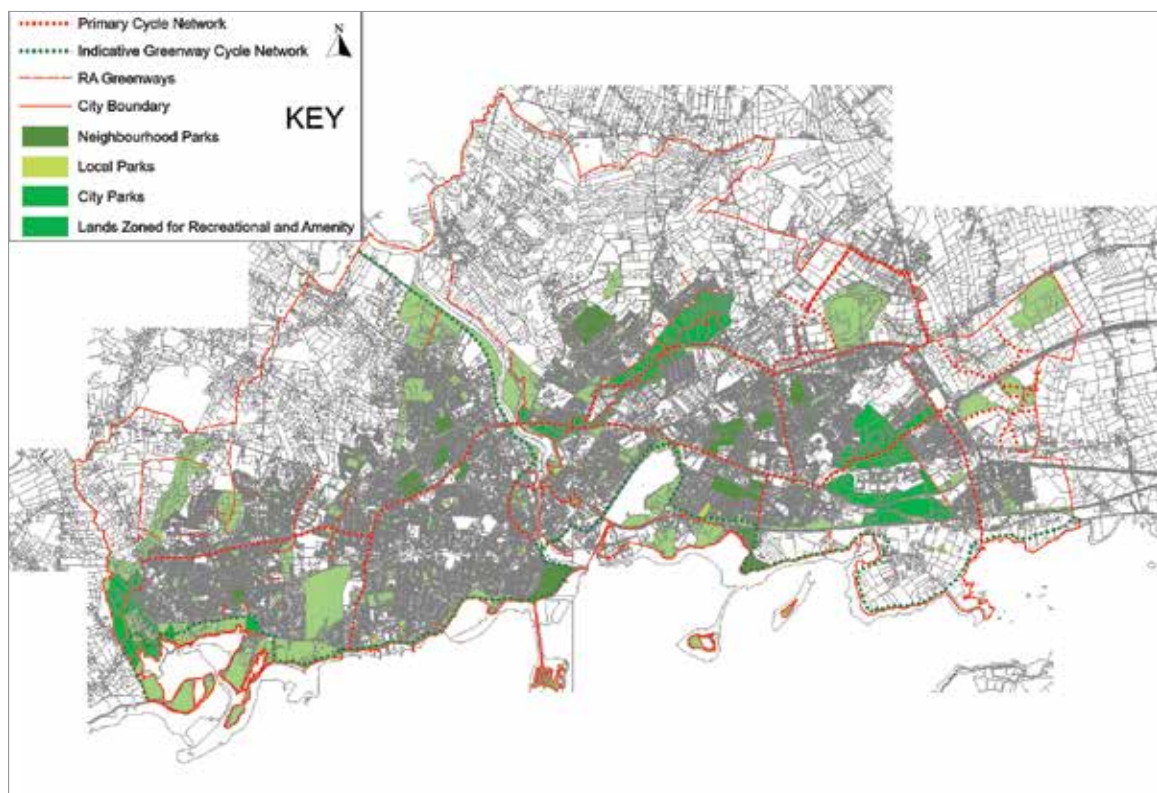 Primary Cycle Network
N
Indicative Greenway Cycle Network
RA Greenways
City Boundary
KEY
Neighbourhood Parks
Local Parks
City Parks
Lands Zoned for Recreational and Amenity